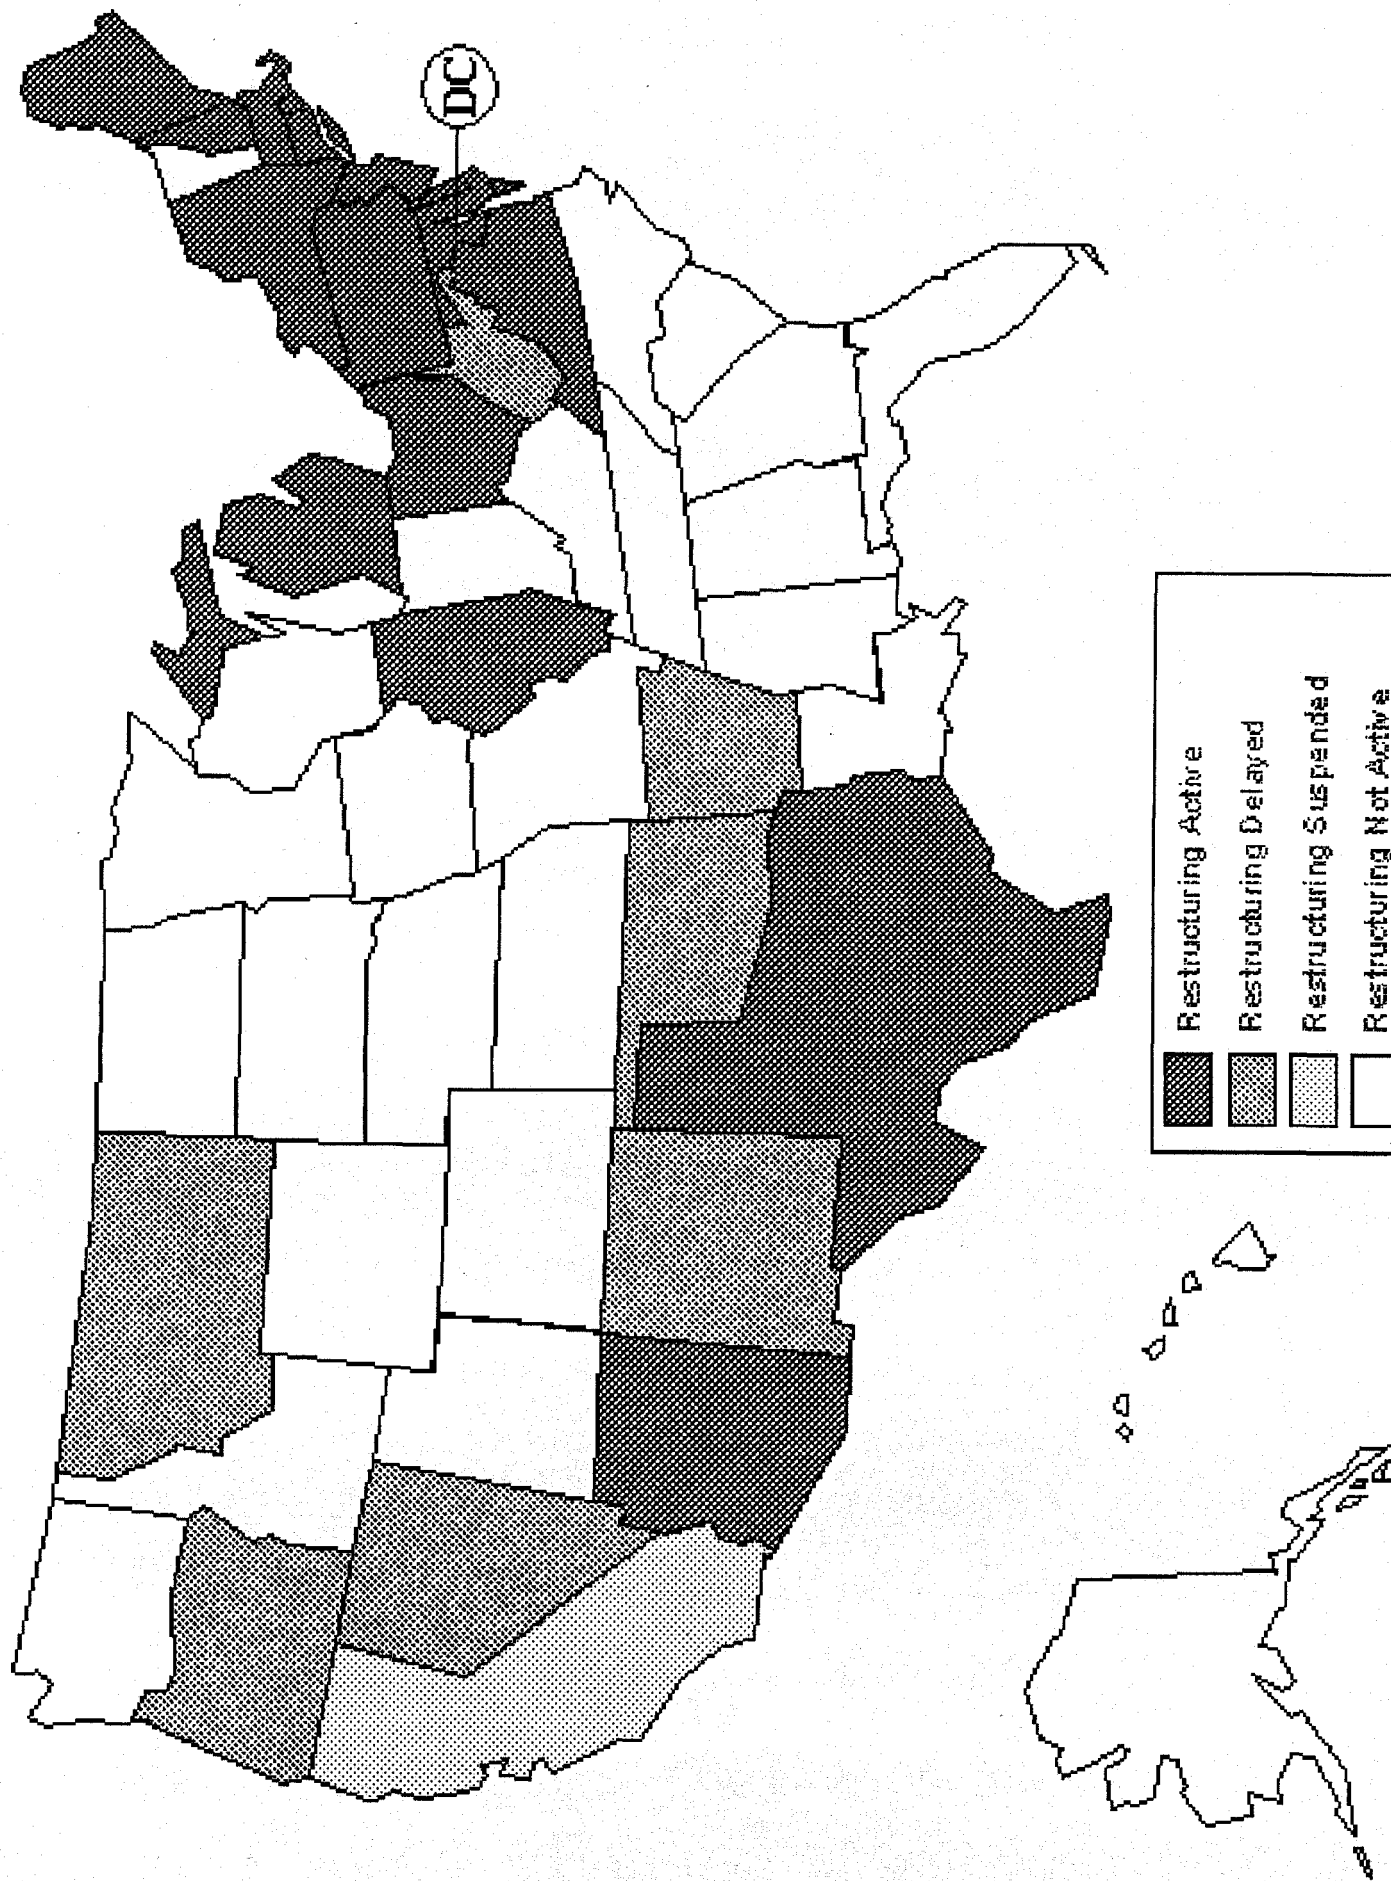 DC
Restructuring Active
Restructuring Delayed
Restructuring Suspended
Restructuring Not Active